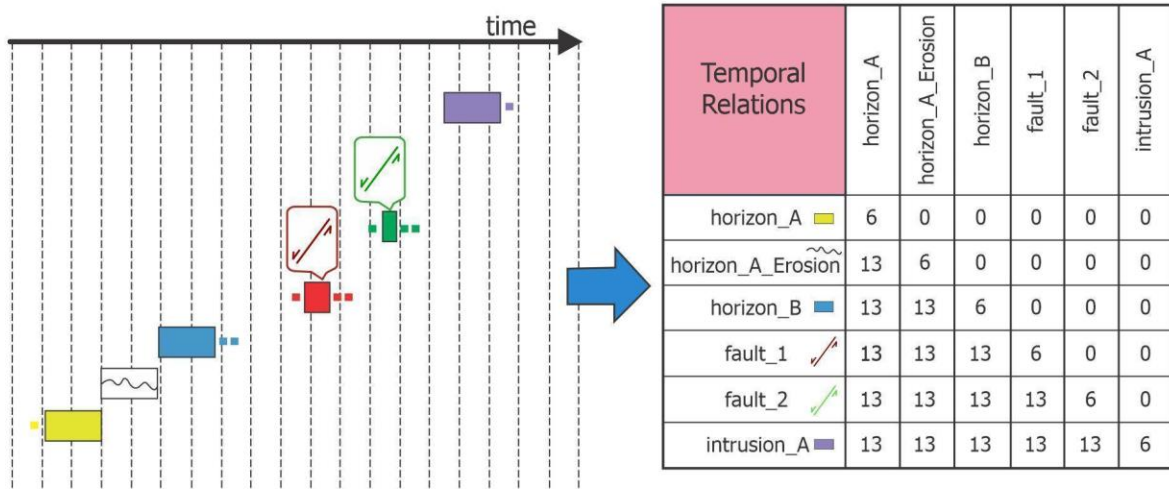 time
Temporal
Relations
horizon_A
horizon_A_Erosion
horizon_B
fault_1
fault_2
intrusion_A
horizon_A 6 0 0 0 0 0
horizon_A_Erosion 13 6 0 0 0 0
horizon_B 13 13 6 0 0 0
fault_1 13 13 13 6 0 0
fault_2 13 13 13 13 6 0
intrusion_A 13 13 13 13 13 6